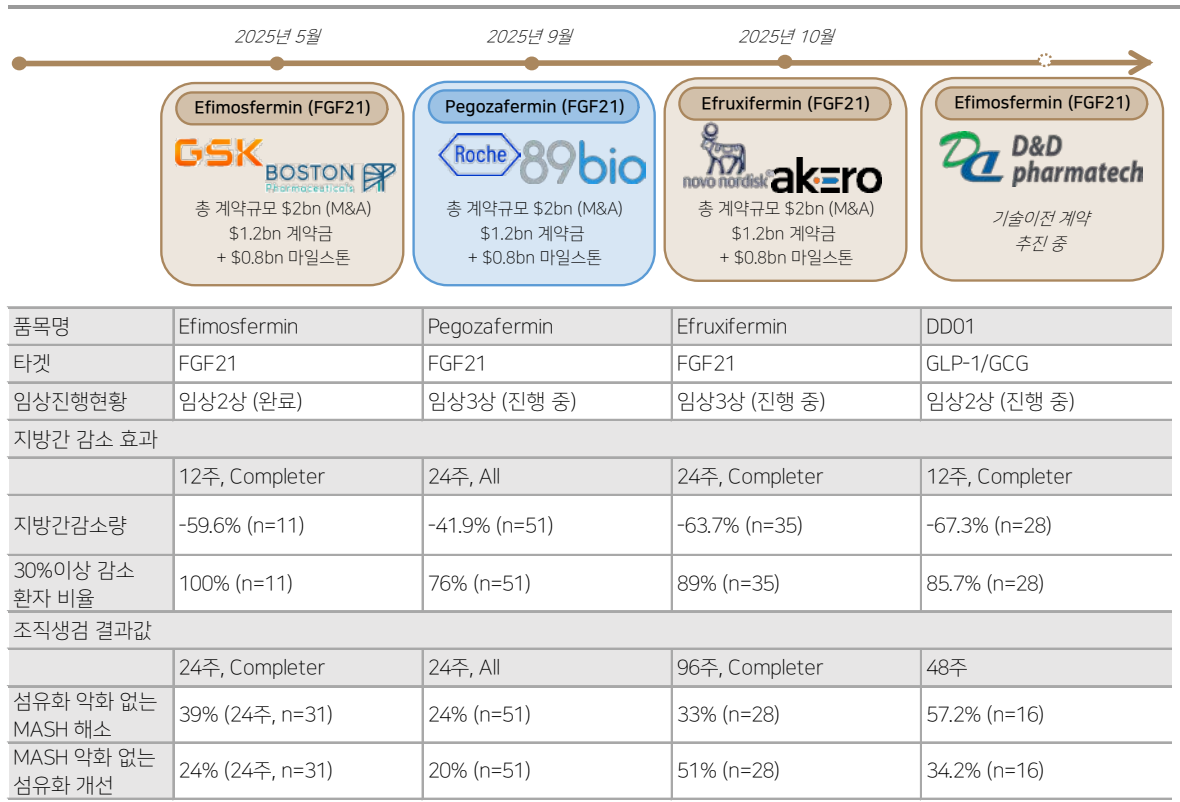 2025년 5월
2025년 9월
2025년 10월
Efimosfermin (FGF21)
GSK
BOSTON
Pharmaceuticals
총 계약규모 $2bn (M&A)
$1.2bn 계약금
+ $0.8bn 마일스톤
Pegozafermin (FGF21)
Roche
89bio
총 계약규모 $2bn (M&A)
$1.2bn 계약금
+ $0.8bn 마일스톤
Efruxifermin (FGF21)
novo nordisk
akero
총 계약규모 $2bn (M&A)
$1.2bn 계약금
+ $0.8bn 마일스톤
Efimosfermin (FGF21)
D&D
pharmatech
기술이전 계약
추진 중
품목명 Efimosfermin Pegozafermin Efruxifermin DD01
타겟 FGF21 FGF21 FGF21 GLP-1/GCG
임상진행현황 임상2상 (완료) 임상3상 (진행 중) 임상3상 (진행 중) 임상2상 (진행 중)
지방간 감소 효과
12주, Completer 24주, All 24주, Completer 12주, Completer
지방간감소량 -59.6% (n=11) -41.9% (n=51) -63.7% (n=35) -67.3% (n=28)
30%이상 감소
환자 비율 100% (n=11) 76% (n=51) 89% (n=35) 85.7% (n=28)
조직생검 결과값
24주, Completer 24주, All 96주, Completer 48주
섬유화 악화 없는
MASH 해소 39% (24주, n=31) 24% (n=51) 33% (n=28) 57.2% (n=16)
MASH 악화 없는
섬유화 개선 24% (24주, n=31) 20% (n=51) 51% (n=28) 34.2% (n=16)